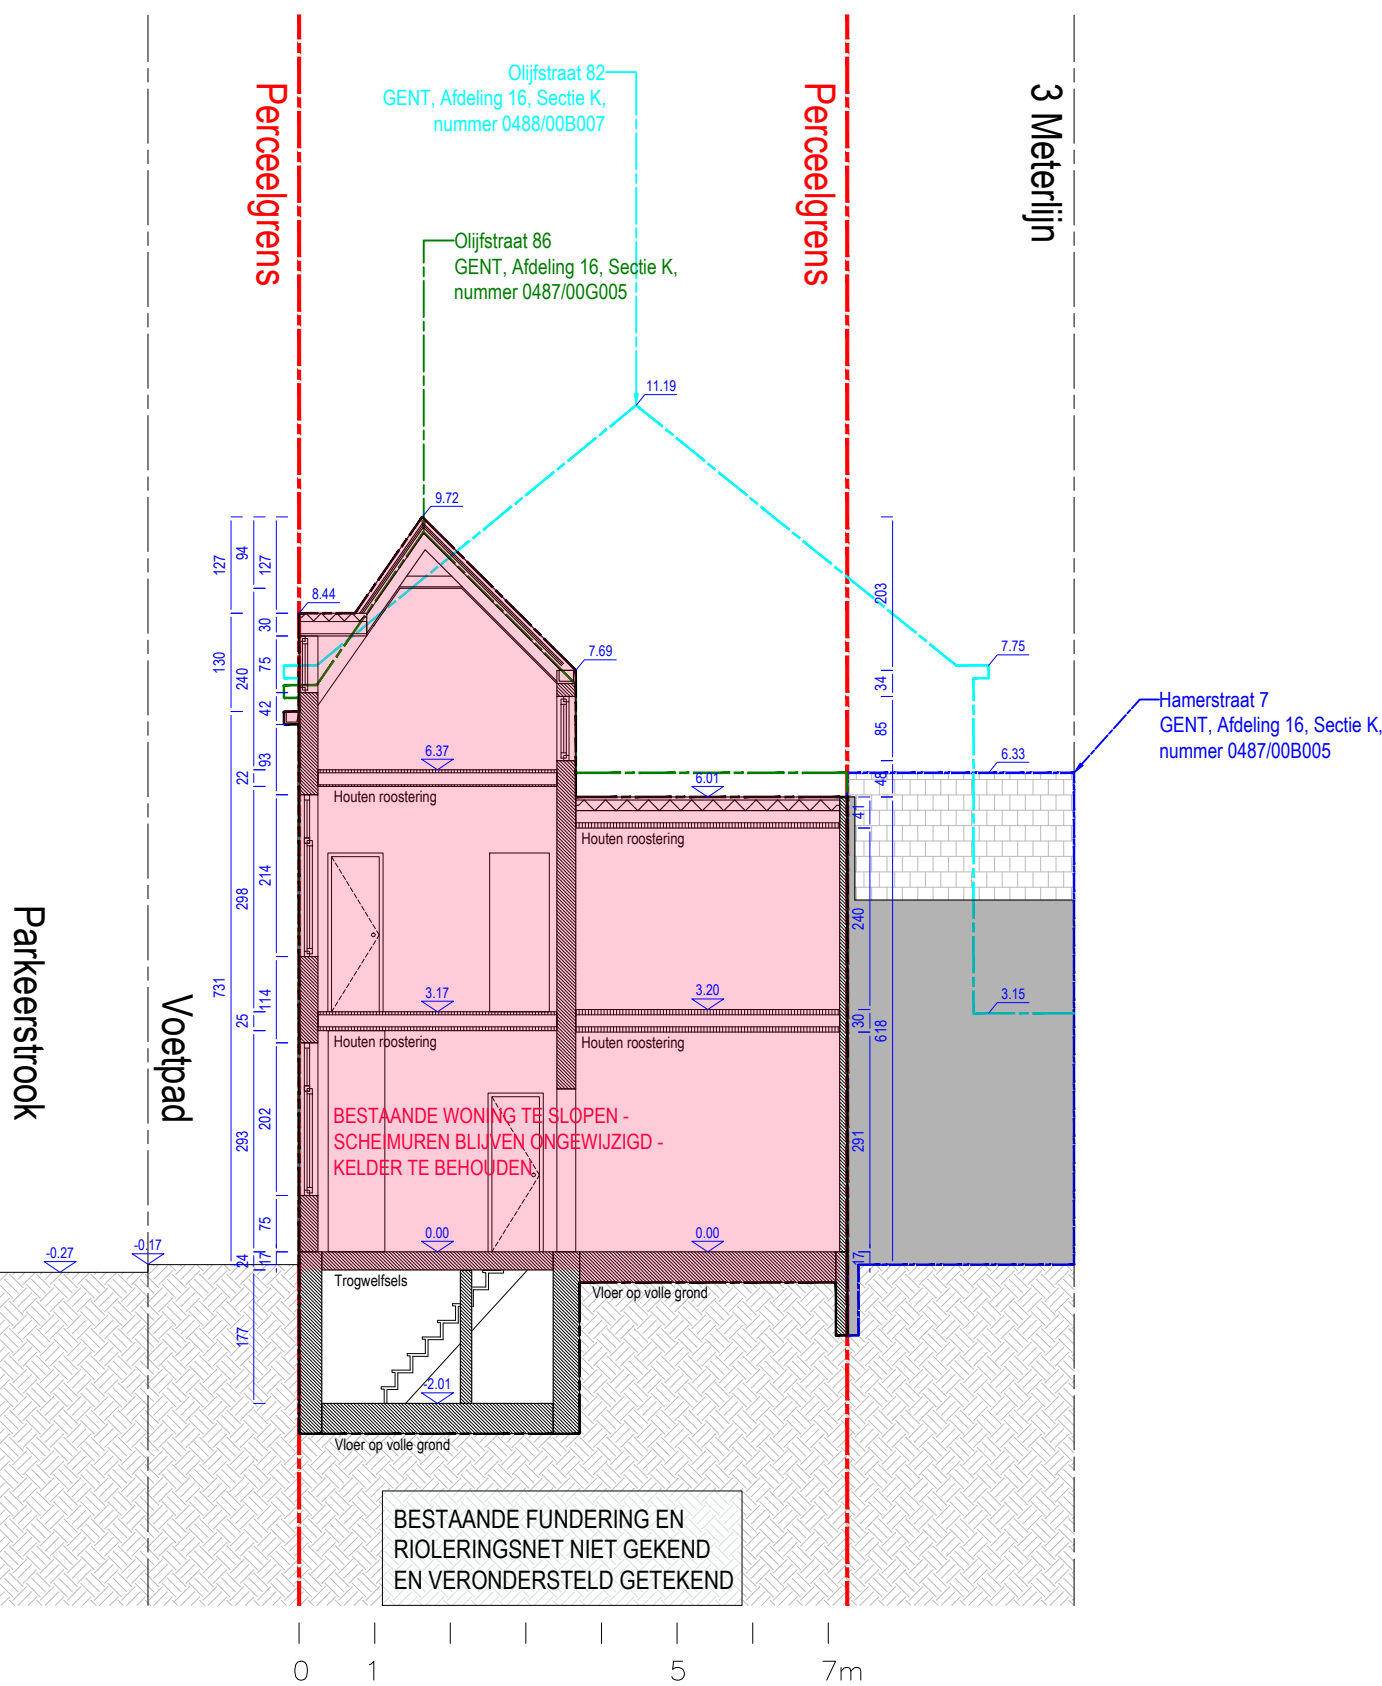 Olijfstraat 82
GENT, Afdeling 16, Sectie K,
nummer 0488/00B007
Perceelgrens
Perceelgrens
3 Meterlijn
Olijfstraat 86
GENT, Afdeling 16, Sectie K,
nummer 0487/00G005
11.19
9.72
8.44
7.69
7.75
Hamerstraat 7
GENT, Afdeling 16, Sectie K,
nummer 0487/00B005
6.37
6.01
6.33
Houten roostering
Houten roostering
3.17
3.20
3.15
Houten roostering
Houten roostering
BESTAANDE WONING TE SLOPEN -
SCHEIMUREN BLIJVEN ONGEWIJZIGD -
KELDER TE BEHOUDEN
0.00
0.00
-0.27
-0.17
Trogwelfsels
Vloer op volle grond
-2.01
Vloer op volle grond
Parkeerstrook
Voetpad
127
130
731
94
240
22
298
25
293
24
177
127
30
75
42
93
214
114
202
75
17
203
34
85
48
618
41
240
30
291
17
BESTAANDE FUNDERING EN
RIOLERINGSNET NIET GEKEND
EN VERONDERSTELD GETEKEND
0 1 5 7m